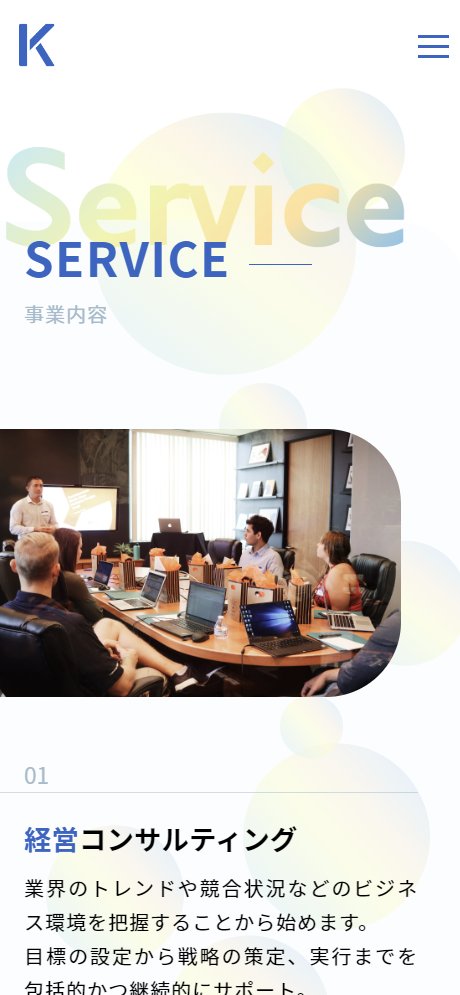 K
Service
SERVICE
事業内容
01
経営コンサルティング
業界のトレンドや競合状況などのビジネ
ス環境を把握することから始めます。
目標の設定から戦略の策定、実行までを
包括的かつ継続的にサポート。